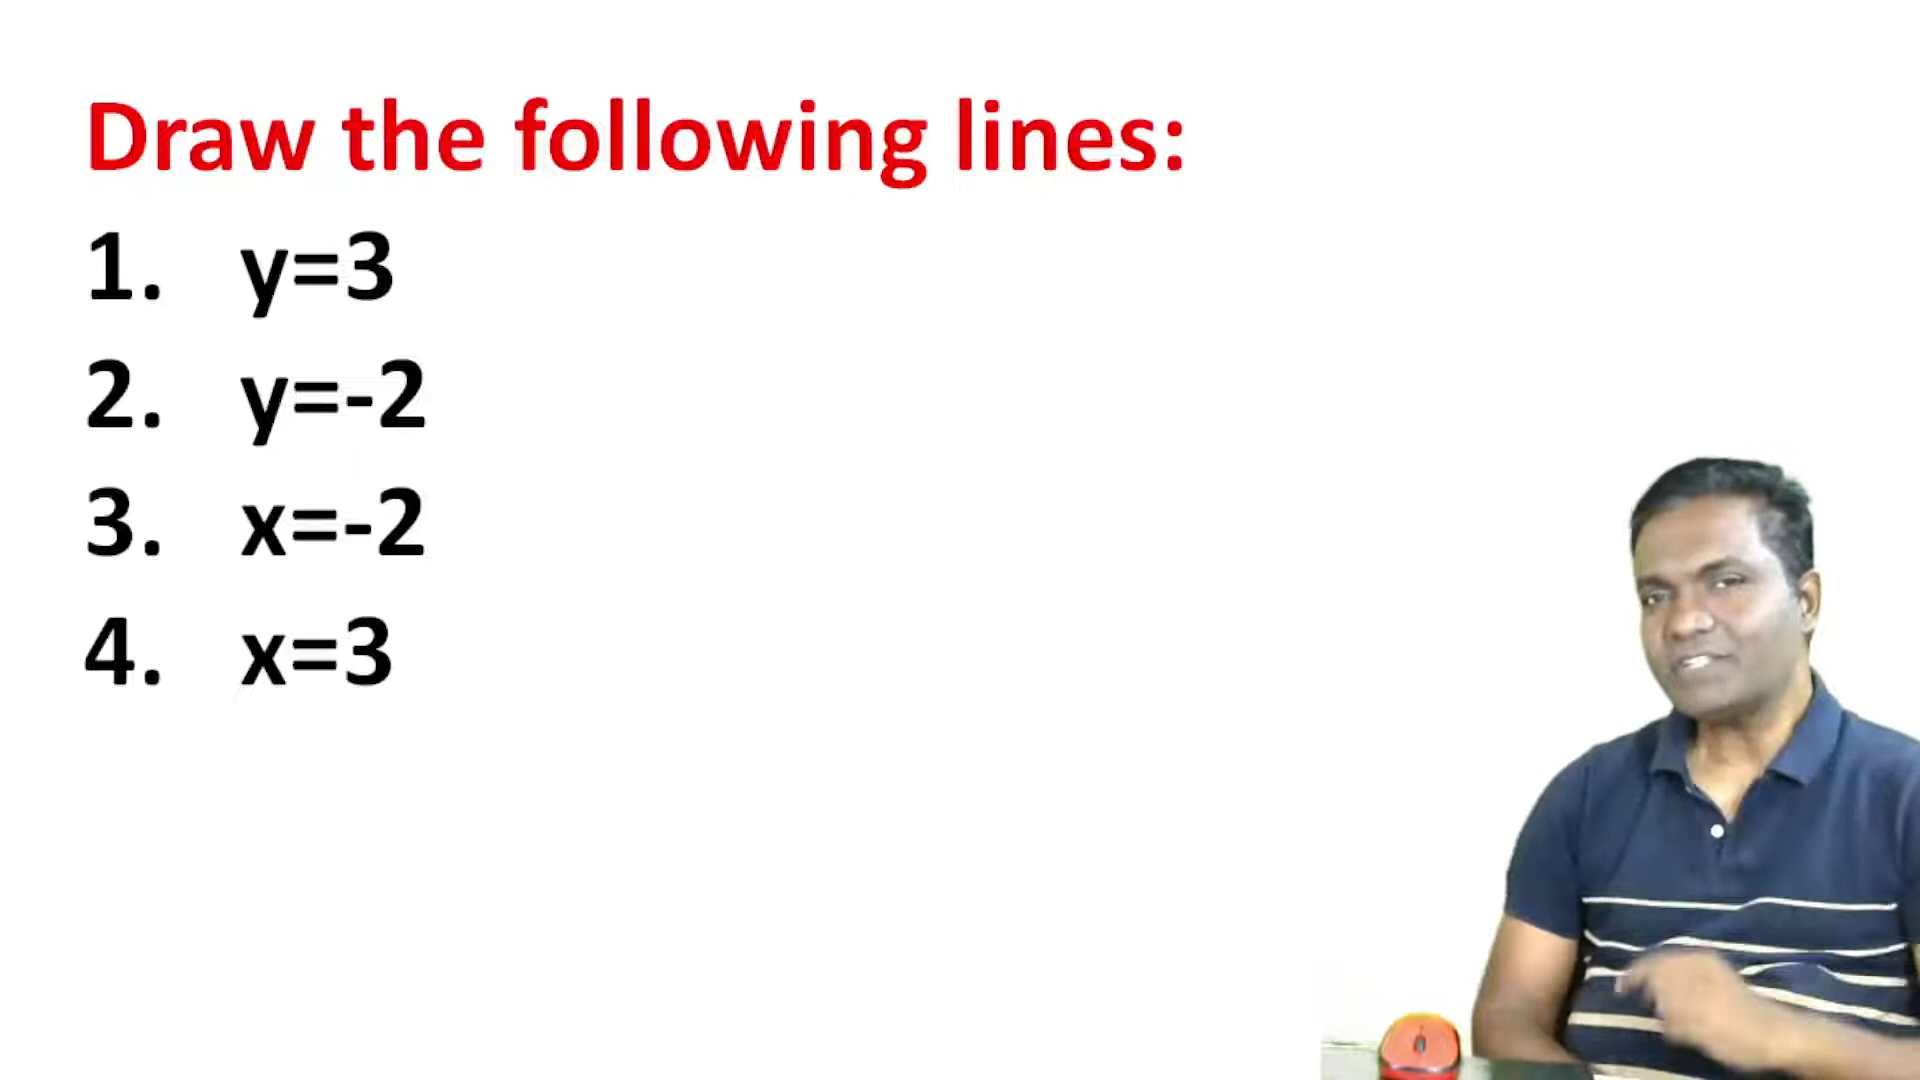 Draw the following lines:
1. y=3
2. y=-2
3. x=-2
4. x=3